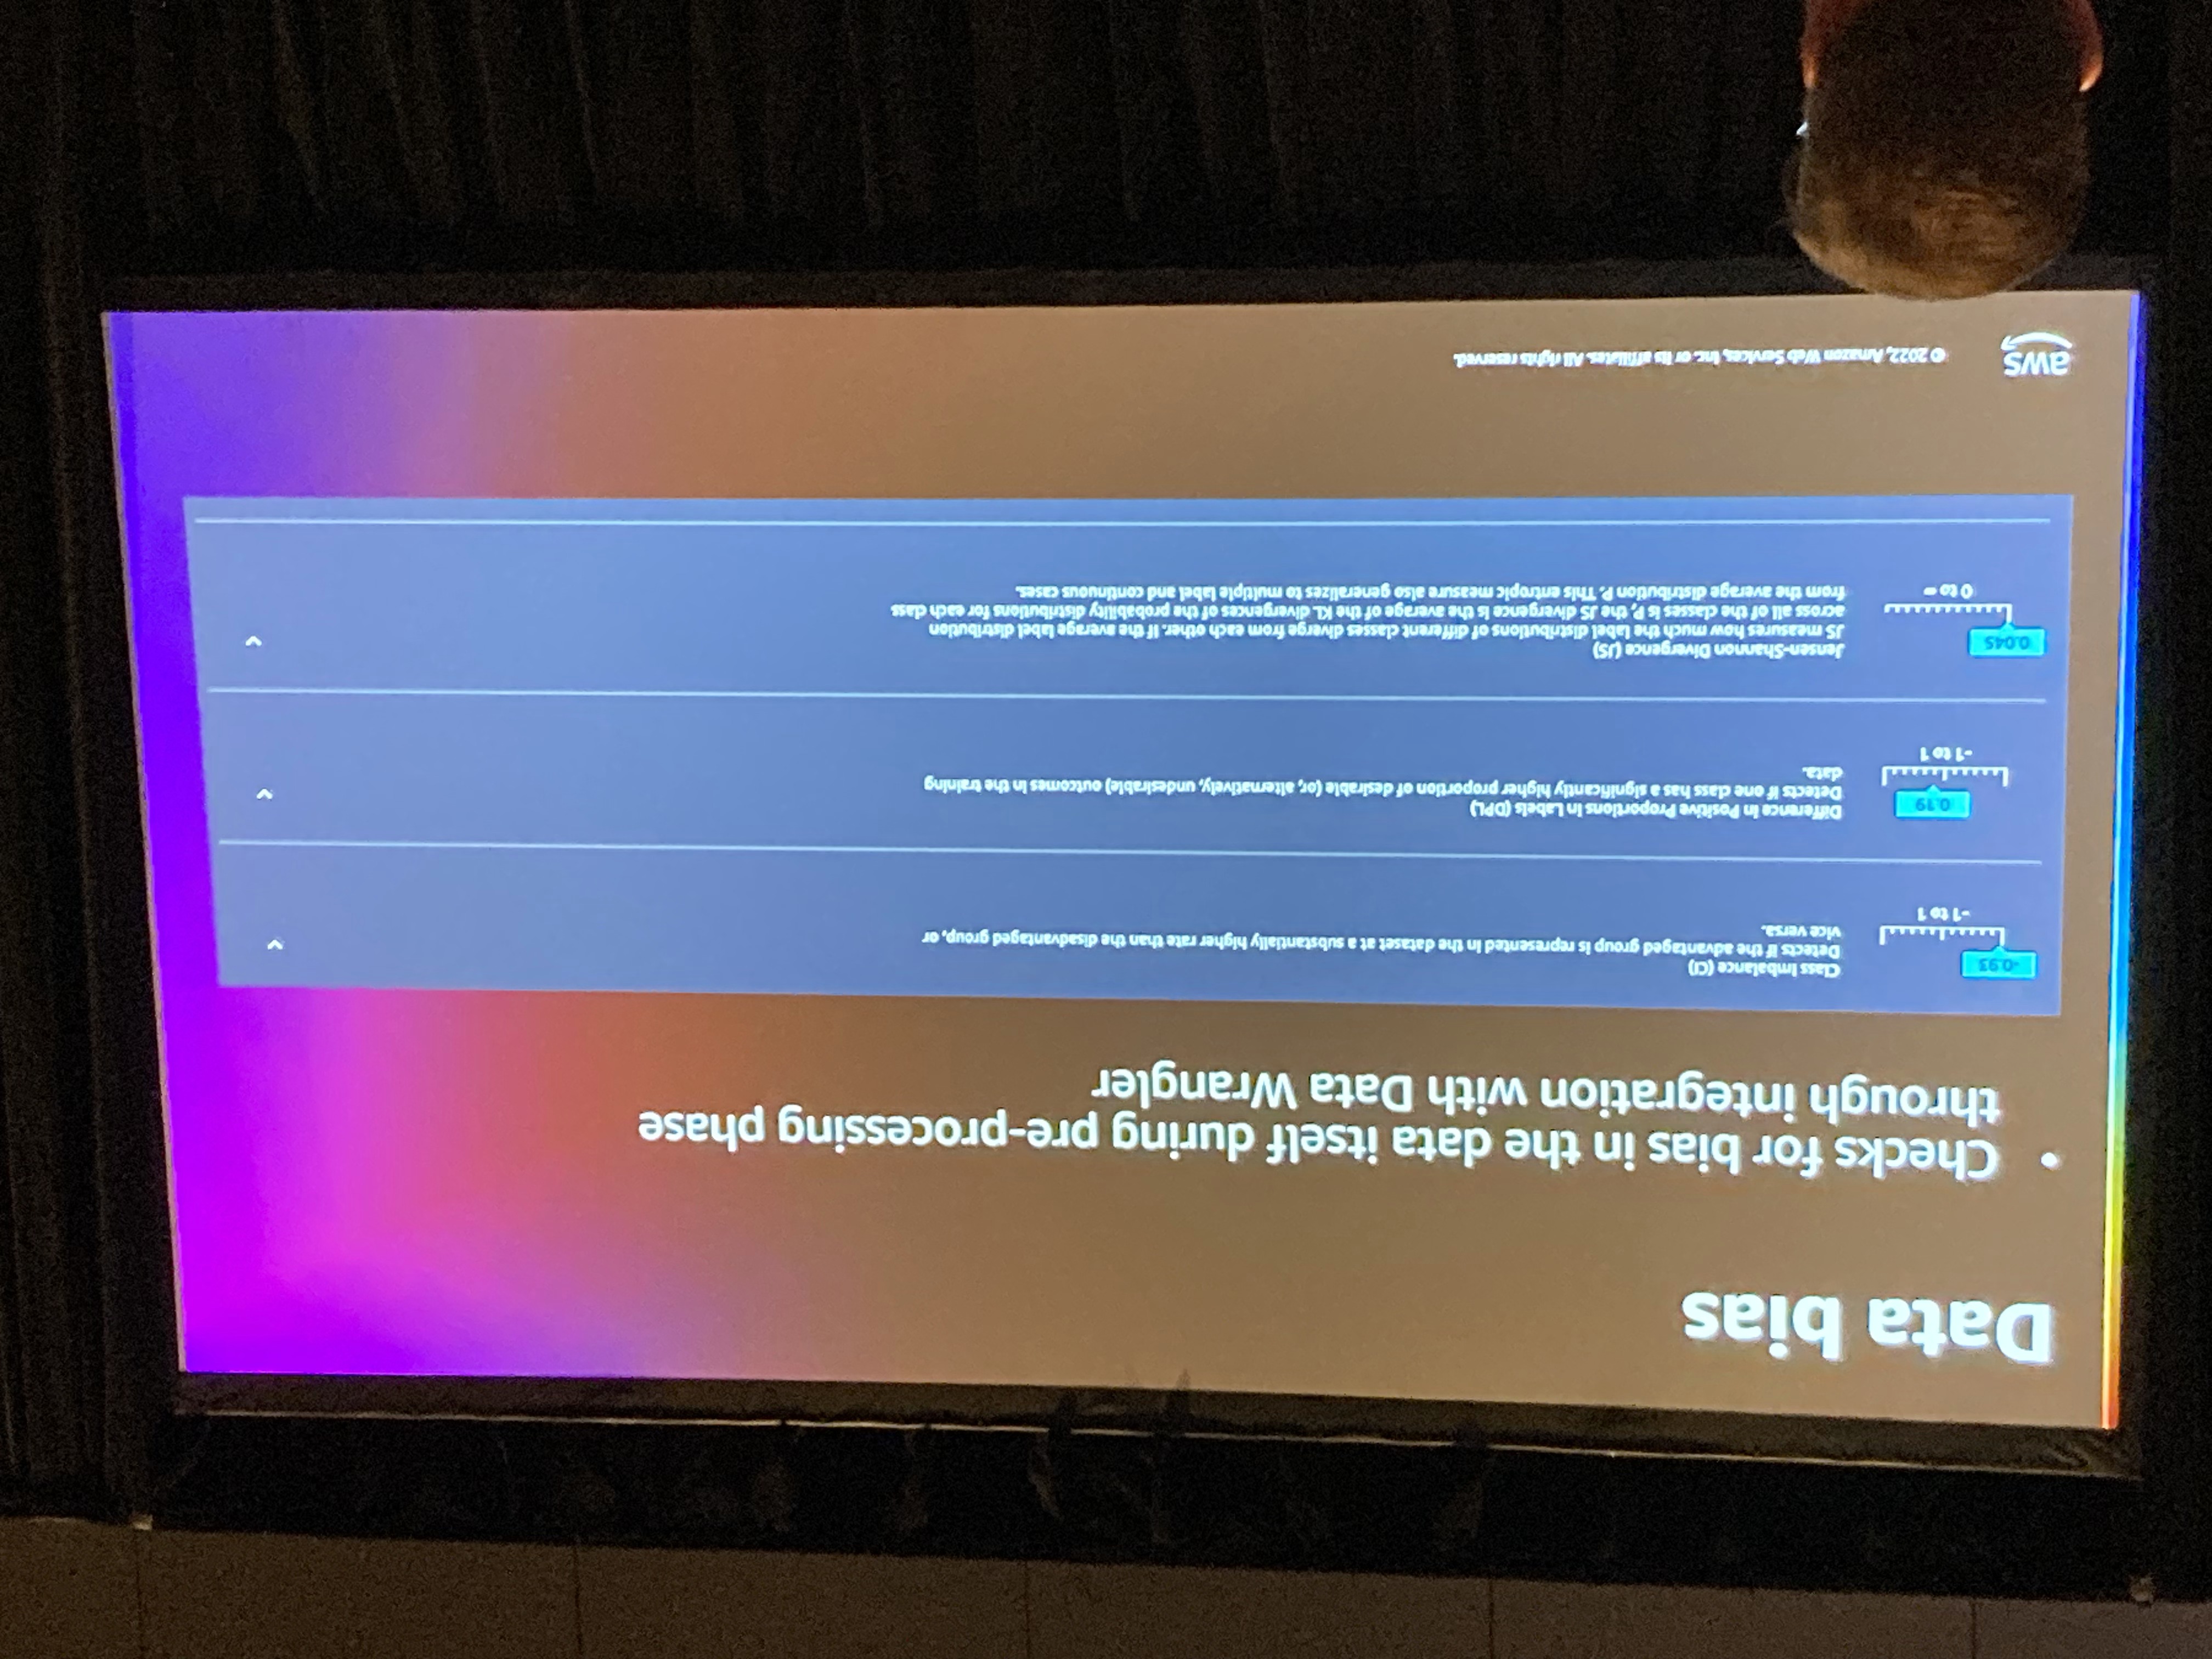 Data bias
• Checks for bias in the data itself during pre-processing phase
through integration with Data Wrangler
-0.93
-1 to 1
Class Imbalance (CI)
Detects if the advantaged group is represented in the dataset at a substantially higher rate than the disadvantaged group, or
vice versa.
0.19
-1 to 1
Difference in Positive Proportions in Labels (DPL)
Detects if one class has a significantly higher proportion of desirable (or, alternatively, undesirable) outcomes in the training
data.
0.045
0 to ∞
Jensen-Shannon Divergence (JS)
JS measures how much the label distributions of different classes diverge from each other. If the average label distribution
across all of the classes is P, the JS divergence is the average of the KL divergences of the probability distributions for each class
from the average distribution P. This entropic measure also generalizes to multiple label and continuous cases.
aws
© 2022, Amazon Web Services, Inc. or its affiliates. All rights reserved.